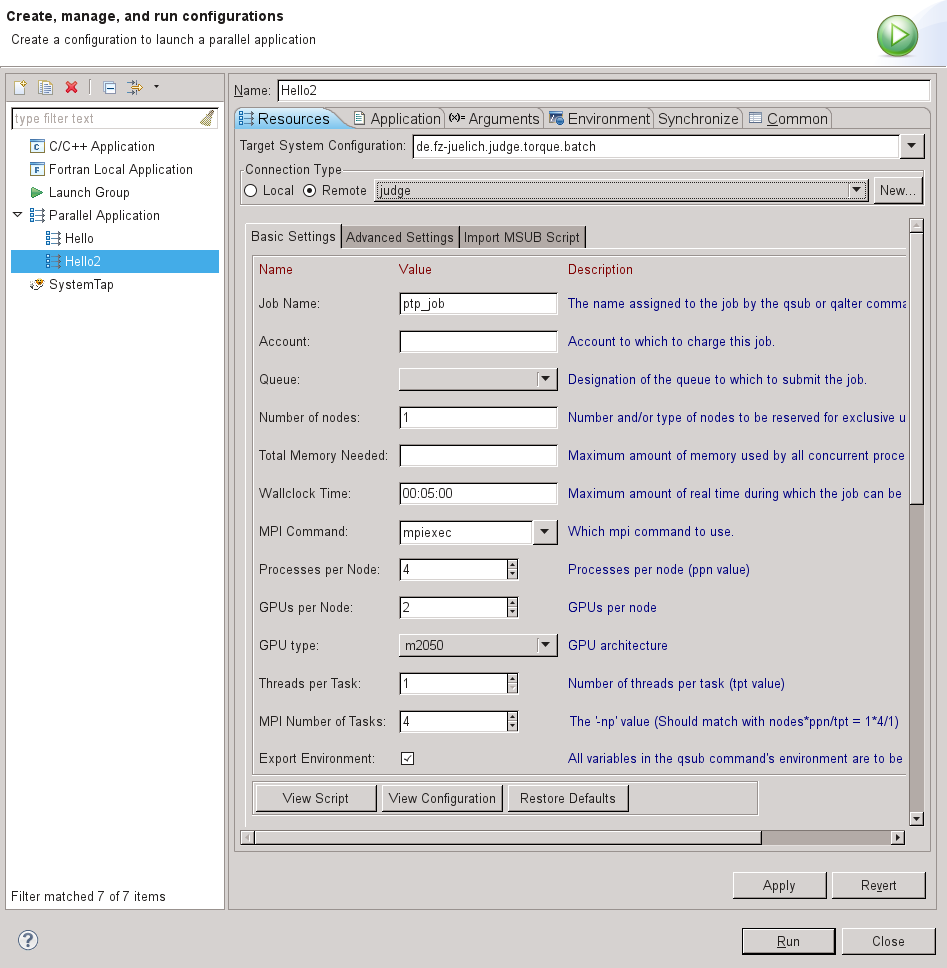 Create, manage, and run configurations
Create a configuration to launch a parallel application
type filter text
C/C++ Application
Fortran Local Application
Launch Group
Parallel Application
Hello
Hello2
SystemTap
Filter matched 7 of 7 items
Name: Hello2
Resources Application (x)= Arguments Environment Synchronize Common
Target System Configuration: de.fz-juelich.judge.torque.batch
Connection Type
Local Remote judge New...
Basic Settings Advanced Settings Import MSUB Script
Name Value Description
Job Name: ptp_job The name assigned to the job by the qsub or qalter comma
Account: Account to which to charge this job.
Queue: Designation of the queue to which to submit the job.
Number of nodes: 1 Number and/or type of nodes to be reserved for exclusive u
Total Memory Needed: Maximum amount of memory used by all concurrent proce
Wallclock Time: 00:05:00 Maximum amount of real time during which the job can be
MPI Command: mpiexec Which mpi command to use.
Processes per Node: 4 Processes per node (ppn value)
GPUs per Node: 2 GPUs per node
GPU type: m2050 GPU architecture
Threads per Task: 1 Number of threads per task (tpt value)
MPI Number of Tasks: 4 The '-np' value (Should match with nodes*ppn/tpt = 1*4/1)
Export Environment: All variables in the qsub command's environment are to be
View Script View Configuration Restore Defaults
Apply Revert
Run Close